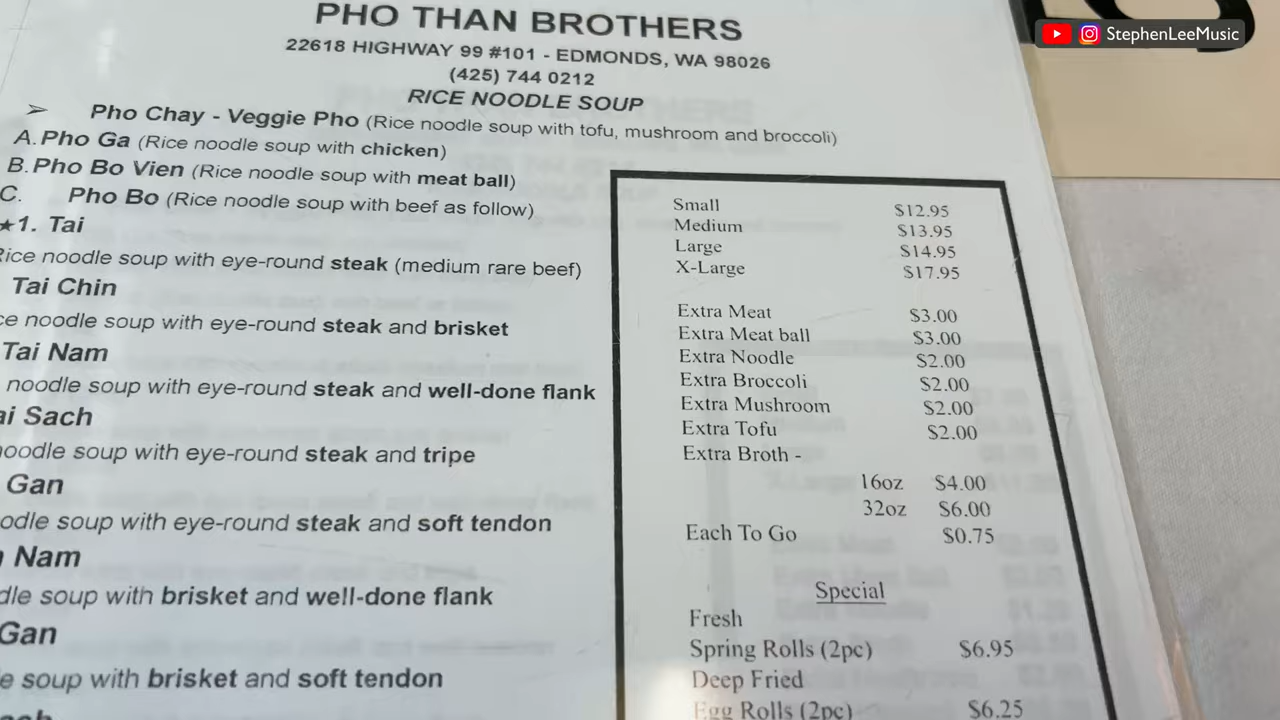 StephenLeeMusic
PHO THAN BROTHERS
22618 HIGHWAY 99 #101 - EDMONDS, WA 98026
(425) 744 0212
RICE NOODLE SOUP
➢ Pho Chay - Veggie Pho (Rice noodle soup with tofu, mushroom and broccoli)
A. Pho Ga (Rice noodle soup with chicken)
B. Pho Bo Vien (Rice noodle soup with meat ball)
C. Pho Bo (Rice noodle soup with beef as follow)
★1. Tai
Rice noodle soup with eye-round steak (medium rare beef)
Tai Chin
ce noodle soup with eye-round steak and brisket
Tai Nam
noodle soup with eye-round steak and well-done flank
ai Sach
noodle soup with eye-round steak and tripe
Gan
odle soup with eye-round steak and soft tendon
Nam
dle soup with brisket and well-done flank
Gan
e soup with brisket and soft tendon
Small $12.95
Medium $13.95
Large $14.95
X-Large $17.95
Extra Meat $3.00
Extra Meat ball $3.00
Extra Noodle $2.00
Extra Broccoli $2.00
Extra Mushroom $2.00
Extra Tofu $2.00
Extra Broth -
16oz $4.00
32oz $6.00
Each To Go $0.75
Special
Fresh
Spring Rolls (2pc) $6.95
Deep Fried
Egg Rolls (2pc) $6.25